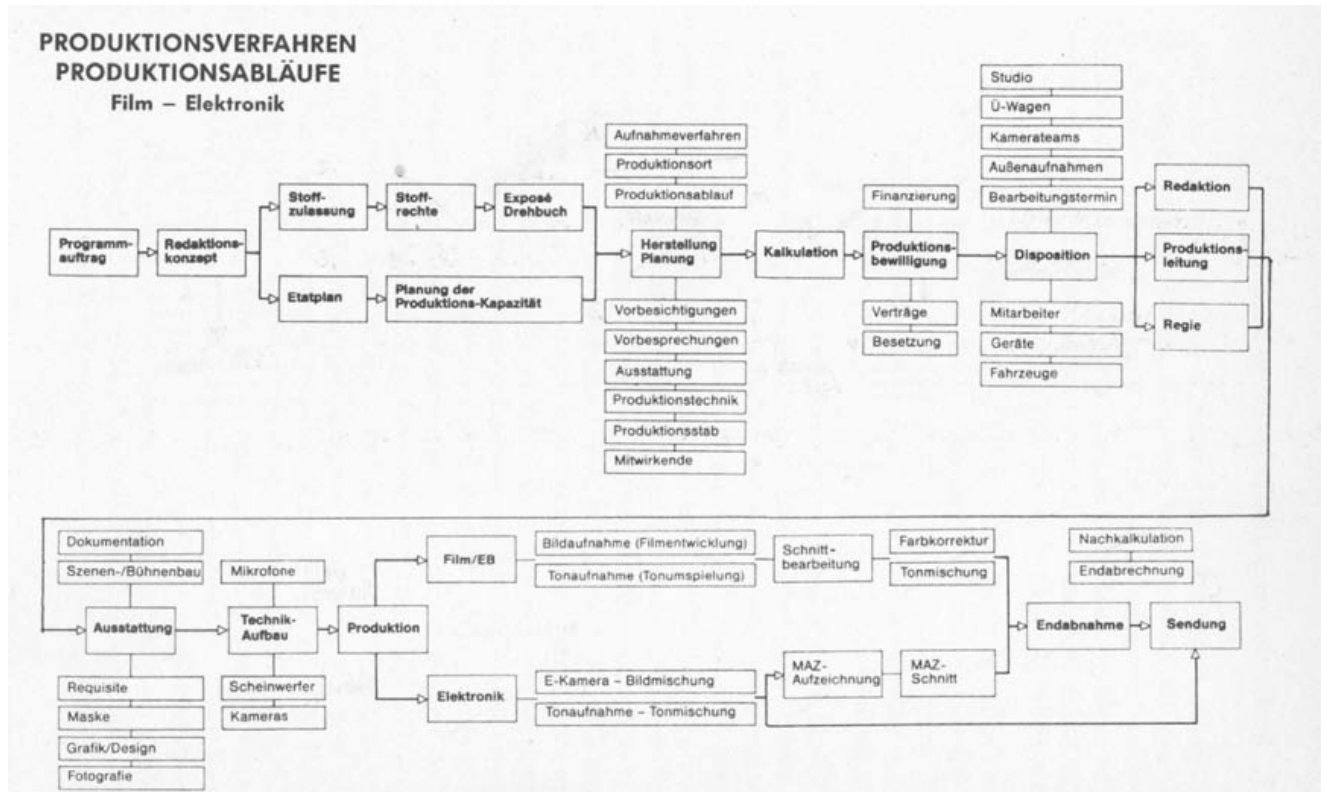 PRODUKTIONSVERFAHREN
PRODUKTIONSABLÄUFE
Film – Elektronik
Programm-
auftrag
Redaktions-
konzept
Stoff-
zulassung
Stoff-
rechte
Exposé
Drehbuch
Etatplan
Planung der
Produktions-Kapazität
Aufnahmeverfahren
Produktionsort
Produktionsablauf
Herstellung
Planung
Vorbesichtigungen
Vorbesprechungen
Ausstattung
Produktionstechnik
Produktionsstab
Mitwirkende
Kalkulation
Finanzierung
Produktions-
bewilligung
Verträge
Besetzung
Studio
Ü-Wagen
Kamerateams
Außenaufnahmen
Bearbeitungstermin
Disposition
Mitarbeiter
Geräte
Fahrzeuge
Redaktion
Produktions
leitung
Regie
Dokumentation
Szenen-/Bühnenbau
Ausstattung
Requisite
Maske
Grafik/Design
Fotografie
Mikrofone
Technik-
Aufbau
Scheinwerfer
Kameras
Produktion
Film/EB
Bildaufnahme (Filmentwicklung)
Tonaufnahme (Tonumspielung)
Schnitt-
bearbeitung
Farbkorrektur
Tonmischung
Elektronik
E-Kamera – Bildmischung
Tonaufnahme – Tonmischung
MAZ-
Aufzeichnung
MAZ-
Schnitt
Nachkalkulation
Endabrechnung
Endabnahme
Sendung